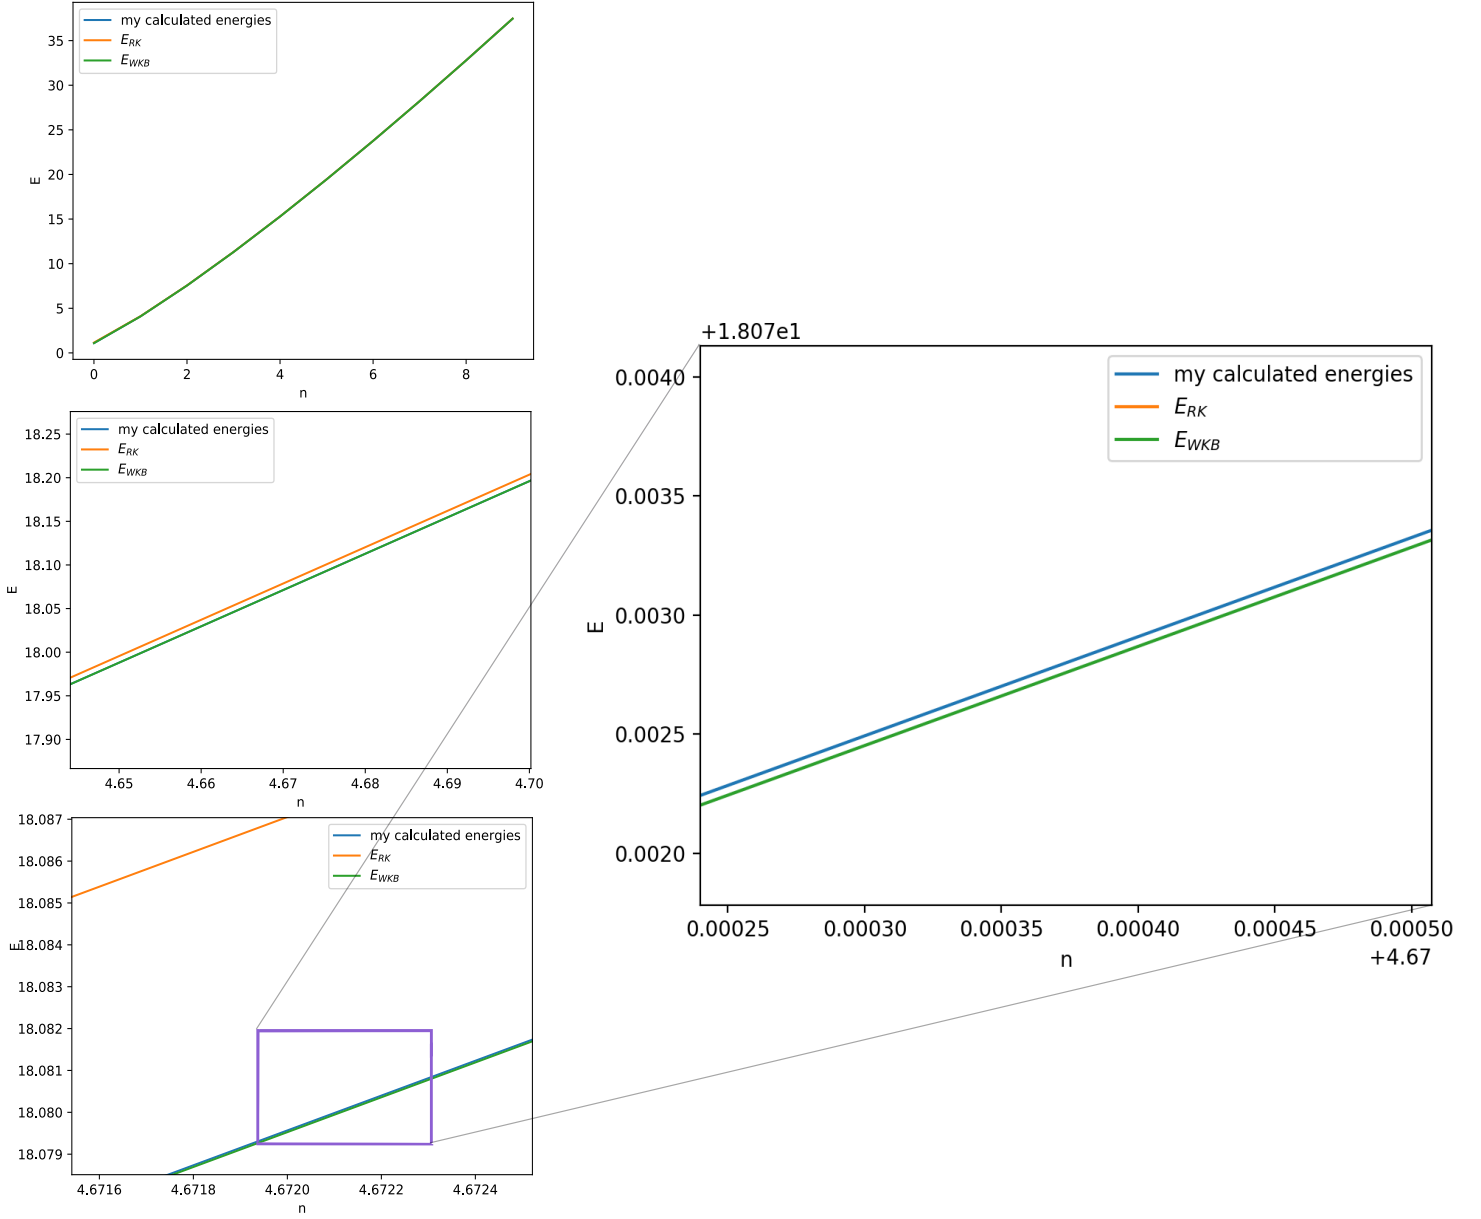 my calculated energies
E_RK
E_WKB
35
30
25
20
15
10
5
0
E
0 2 4 6 8
n
my calculated energies
E_RK
E_WKB
18.25
18.20
18.15
18.10
18.05
18.00
17.95
17.90
E
4.65 4.66 4.67 4.68 4.69 4.70
n
my calculated energies
E_RK
E_WKB
18.087
18.086
18.085
18.084
18.083
18.082
18.081
18.080
18.079
E
4.6716 4.6718 4.6720 4.6722 4.6724
n
+1.807e1
my calculated energies
E_RK
E_WKB
0.0040
0.0035
0.0030
0.0025
0.0020
E
0.00025 0.00030 0.00035 0.00040 0.00045 0.00050
n
+4.67